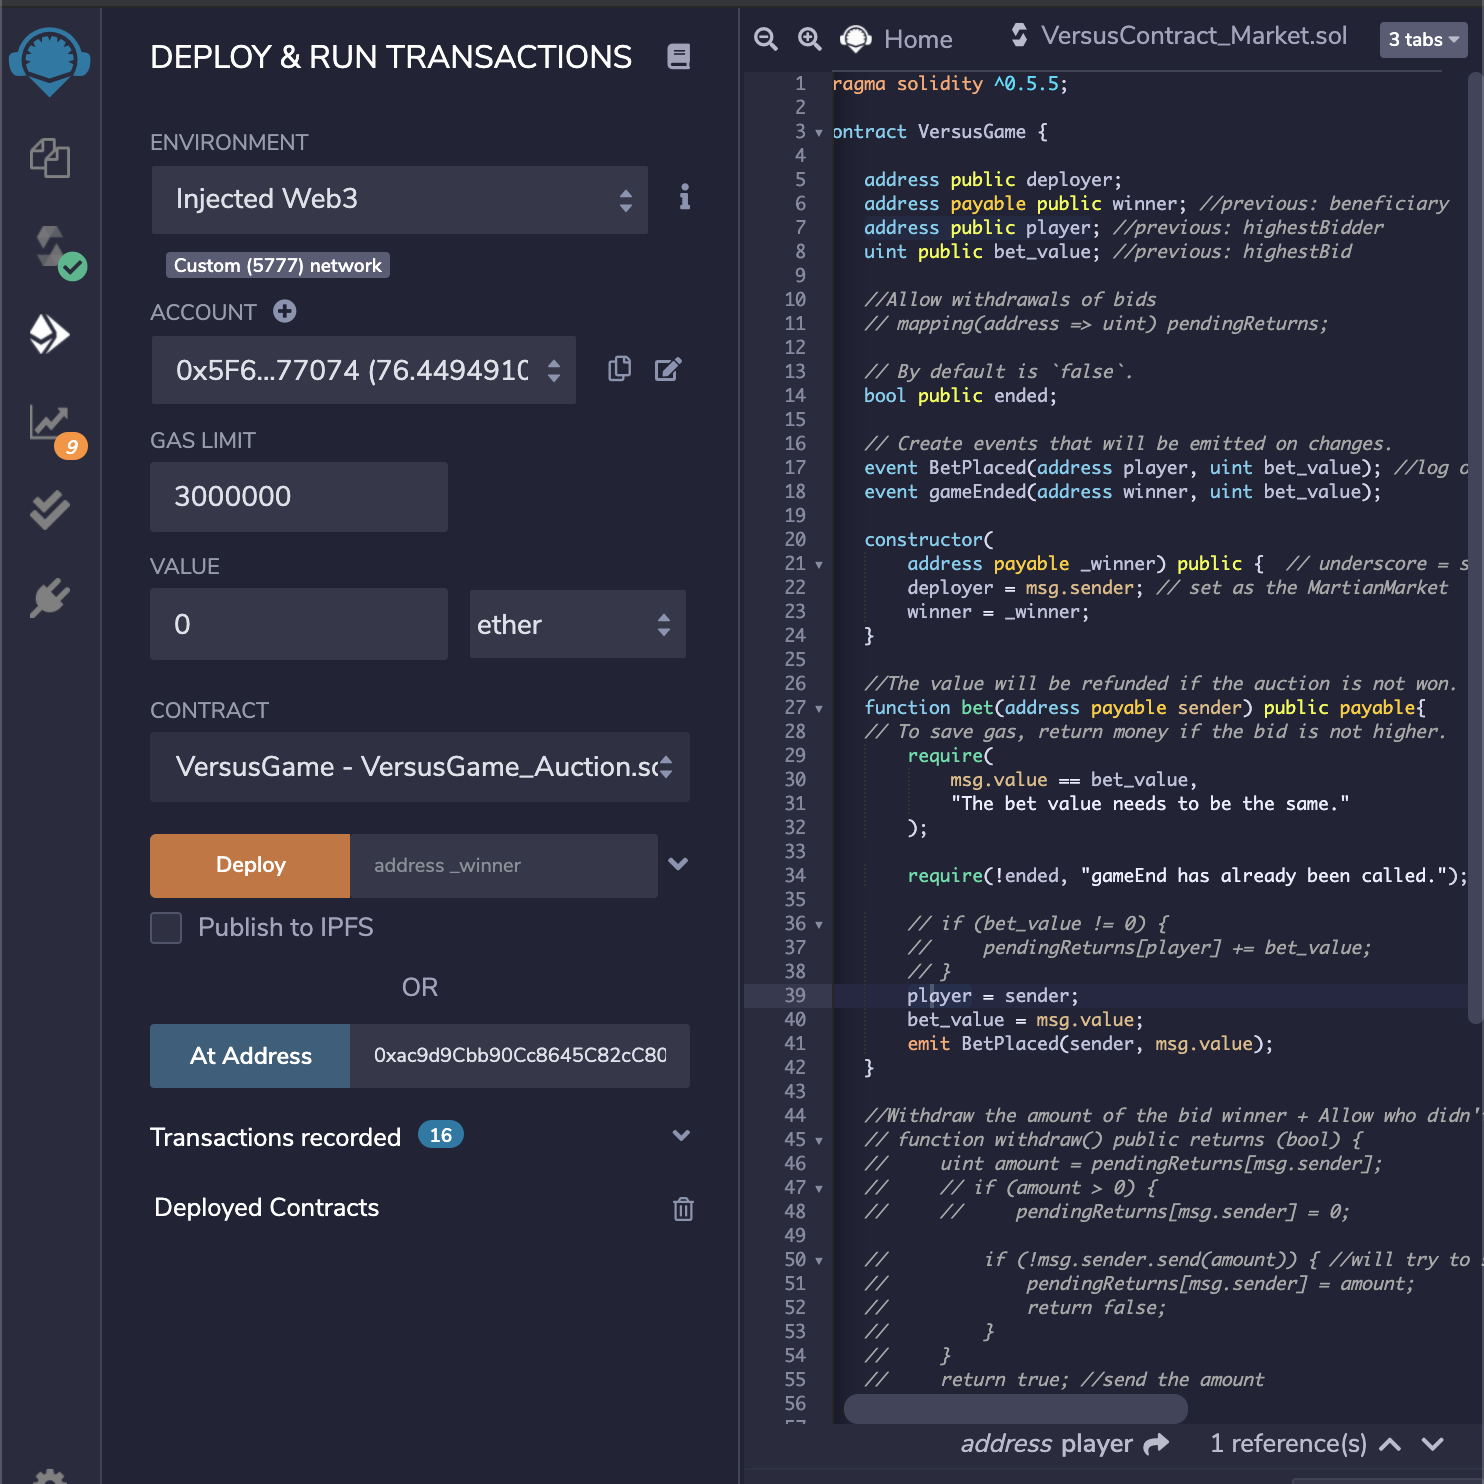 DEPLOY & RUN TRANSACTIONS
ENVIRONMENT
Injected Web3
Custom (5777) network
ACCOUNT
0x5F6...77074 (76.4494910
GAS LIMIT
3000000
VALUE
0
ether
CONTRACT
VersusGame - VersusGame_Auction.so
Deploy
address _winner
Publish to IPFS
OR
At Address
0xac9d9Cbb90Cc8645C82cC80
Transactions recorded 16
Deployed Contracts
9
Home
VersusContract_Market.sol
3 tabs
1 ragma solidity ^0.5.5;
2
3 ontract VersusGame {
4
5 address public deployer;
6 address payable public winner; //previous: beneficiary
7 address public player; //previous: highestBidder
8 uint public bet_value; //previous: highestBid
9
10 //Allow withdrawals of bids
11 // mapping(address => uint) pendingReturns;
12
13 // By default is `false`.
14 bool public ended;
15
16 // Create events that will be emitted on changes.
17 event BetPlaced(address player, uint bet_value); //log o
18 event gameEnded(address winner, uint bet_value);
19
20 constructor(
21 address payable _winner) public { // underscore = s
22 deployer = msg.sender; // set as the MartianMarket
23 winner = _winner;
24 }
25
26 //The value will be refunded if the auction is not won.
27 function bet(address payable sender) public payable{
28 // To save gas, return money if the bid is not higher.
29 require(
30 msg.value == bet_value,
31 "The bet value needs to be the same."
32 );
33
34 require(!ended, "gameEnd has already been called.");
35
36 // if (bet_value != 0) {
37 // pendingReturns[player] += bet_value;
38 // }
39 player = sender;
40 bet_value = msg.value;
41 emit BetPlaced(sender, msg.value);
42 }
43
44 //Withdraw the amount of the bid winner + Allow who didn'
45 // function withdraw() public returns (bool) {
46 // uint amount = pendingReturns[msg.sender];
47 // // if (amount > 0) {
48 // // pendingReturns[msg.sender] = 0;
49
50 // if (!msg.sender.send(amount)) { //will try to
51 // pendingReturns[msg.sender] = amount;
52 // return false;
53 // }
54 // }
55 // return true; //send the amount
56
address player 1 reference(s)